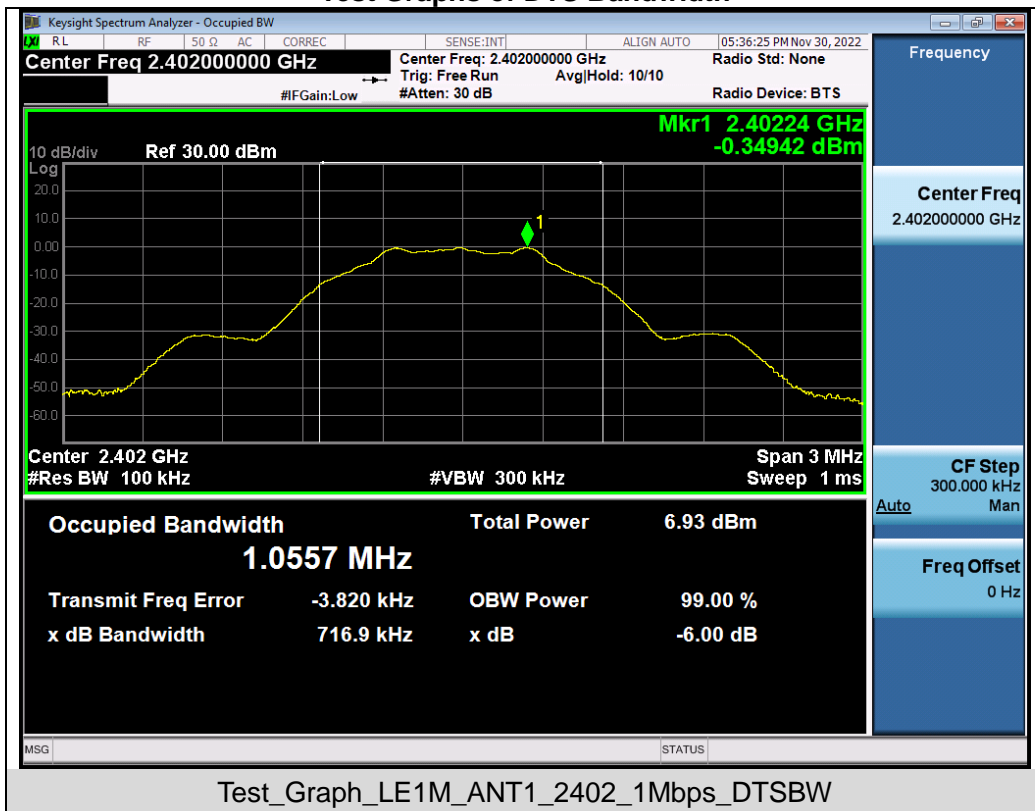 Keysight Spectrum Analyzer - Occupied BW
LXI RL RF 50 Ω AC CORREC SENSE:INT ALIGN AUTO 05:36:25 PM Nov 30, 2022
Center Freq 2.402000000 GHz
Center Freq: 2.402000000 GHz
Radio Std: None
Trig: Free Run Avg|Hold: 10/10
#IFGain:Low #Atten: 30 dB Radio Device: BTS
Mkr1 2.40224 GHz
-0.34942 dBm
10 dB/div Ref 30.00 dBm
Log
20.0
10.0
0.00
-10.0
-20.0
-30.0
-40.0
-50.0
-60.0
1
Center 2.402 GHz Span 3 MHz
#Res BW 100 kHz #VBW 300 kHz Sweep 1 ms
Occupied Bandwidth Total Power 6.93 dBm
1.0557 MHz
Transmit Freq Error -3.820 kHz OBW Power 99.00 %
x dB Bandwidth 716.9 kHz x dB -6.00 dB
Frequency
Center Freq
2.402000000 GHz
CF Step
300.000 kHz
Auto Man
Freq Offset
0 Hz
MSG STATUS
Test_Graph_LE1M_ANT1_2402_1Mbps_DTSBW